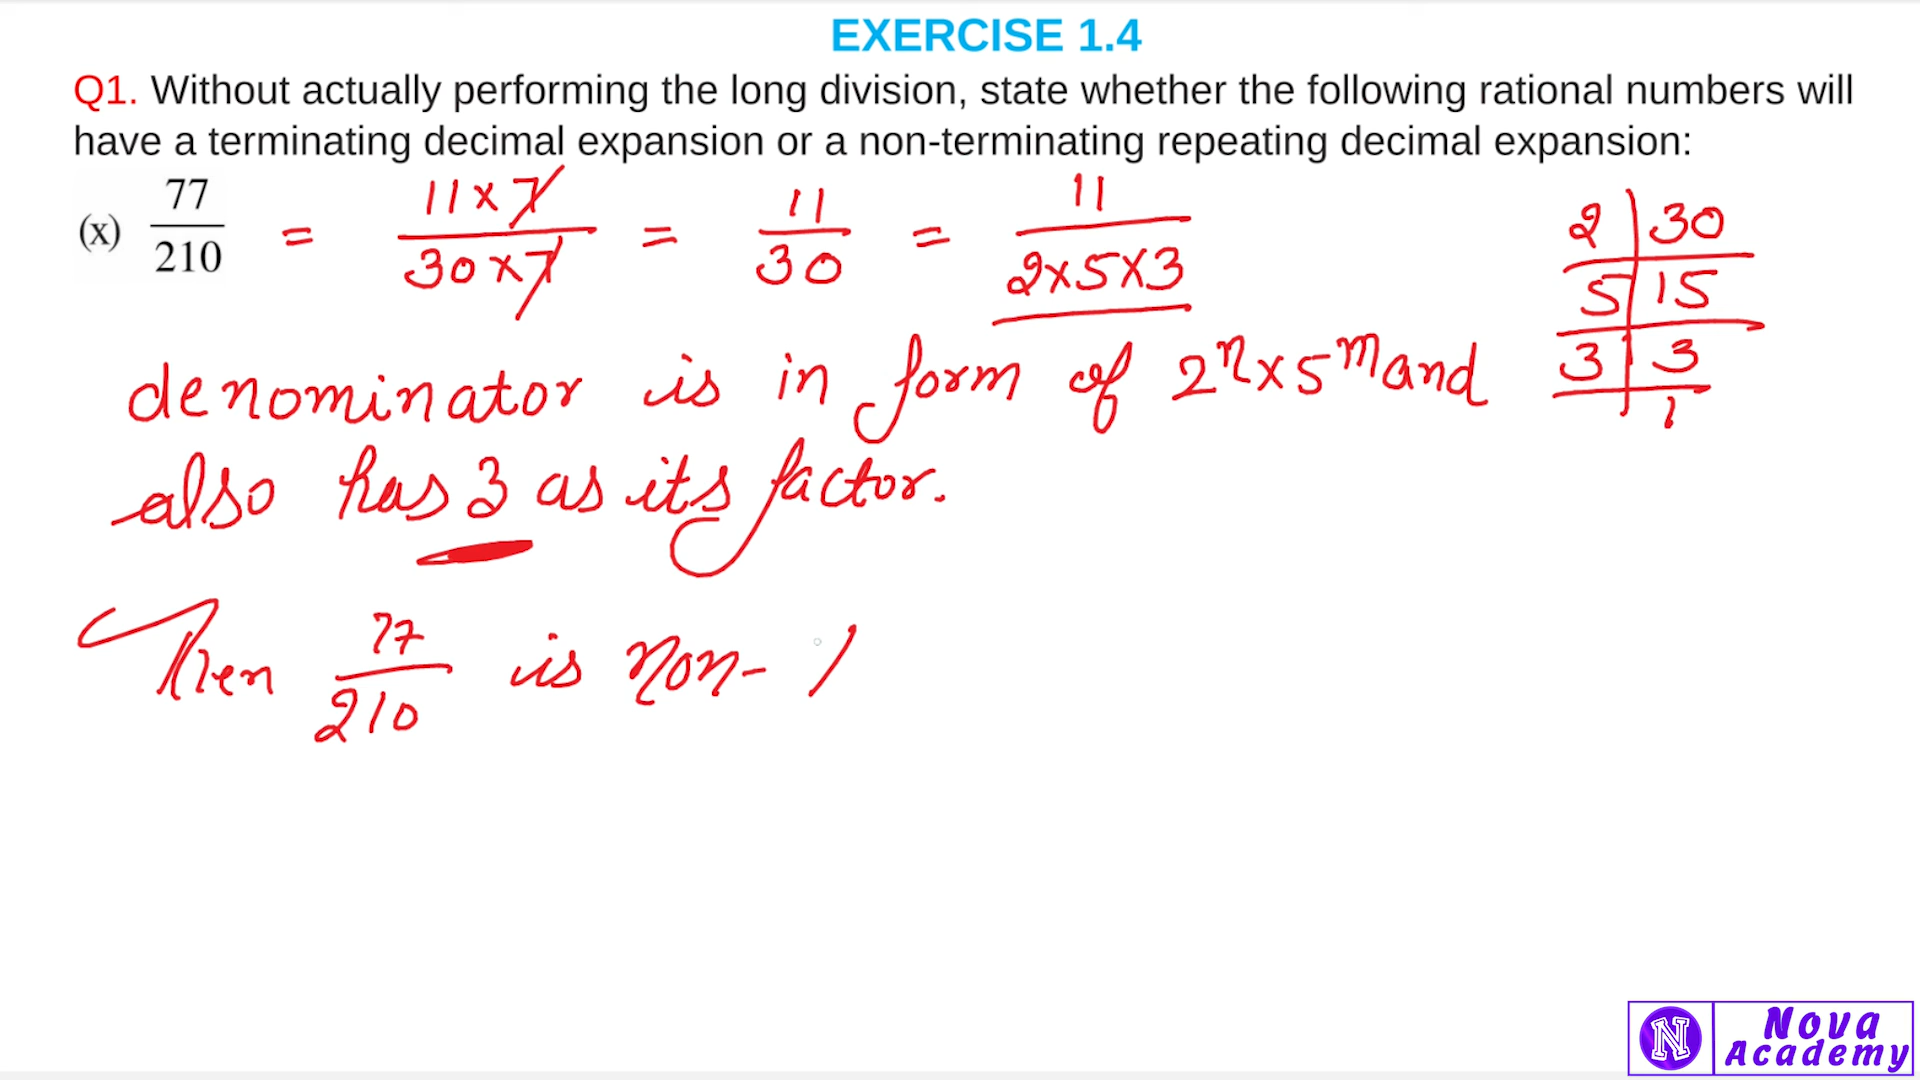 EXERCISE 1.4
Q1. Without actually performing the long division, state whether the following rational numbers will
have a terminating decimal expansion or a non-terminating repeating decimal expansion:
(x) 77/210 = 11×7/30×7 = 11/30 = 11/2×5×3
2 | 30
5 | 15
3 | 3
1
denominator is in form of 2ⁿ×5ᵐ and
also has 3 as its factor.
Then 77/210 is non-
N Nova
Academy